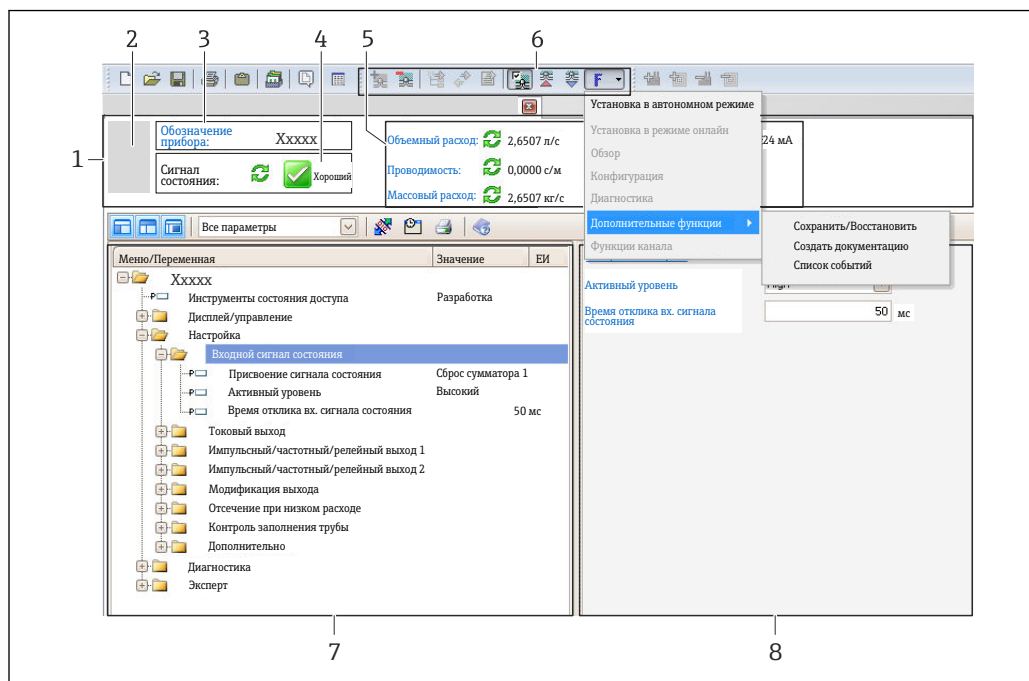 2 3 4 5 6
F
Установка в автономном режиме
Установка в режиме онлайн
Обзор
Конфигурация
Диагностика
Дополнительные функции
Функции канала
Сохранить/Восстановить
Создать документацию
Список событий
1
Обозначение
прибора: Xxxxx
Сигнал
состояния: Хороший
Объемный расход: 2,6507 л/с
24 мА
Проводимость: 0,0000 с/м
Массовый расход: 2,6507 кг/с
Все параметры
Меню/Переменная Значение ЕИ
Xxxxx
Инструменты состояния доступа Разработка
Дисплей/управление
Настройка
Входной сигнал состояния
Присвоение сигнала состояния Сброс сумматора 1
Активный уровень Высокий
Время отклика вх. сигнала состояния 50 мс
Токовый выход
Импульсный/частотный/релейный выход 1
Импульсный/частотный/релейный выход 2
Модификация выхода
Отсечение при низком расходе
Контроль заполнения трубы
Дополнительно
Диагностика
Эксперт
Активный уровень
Время отклика вх. сигнала
состояния 50 мс
7 8